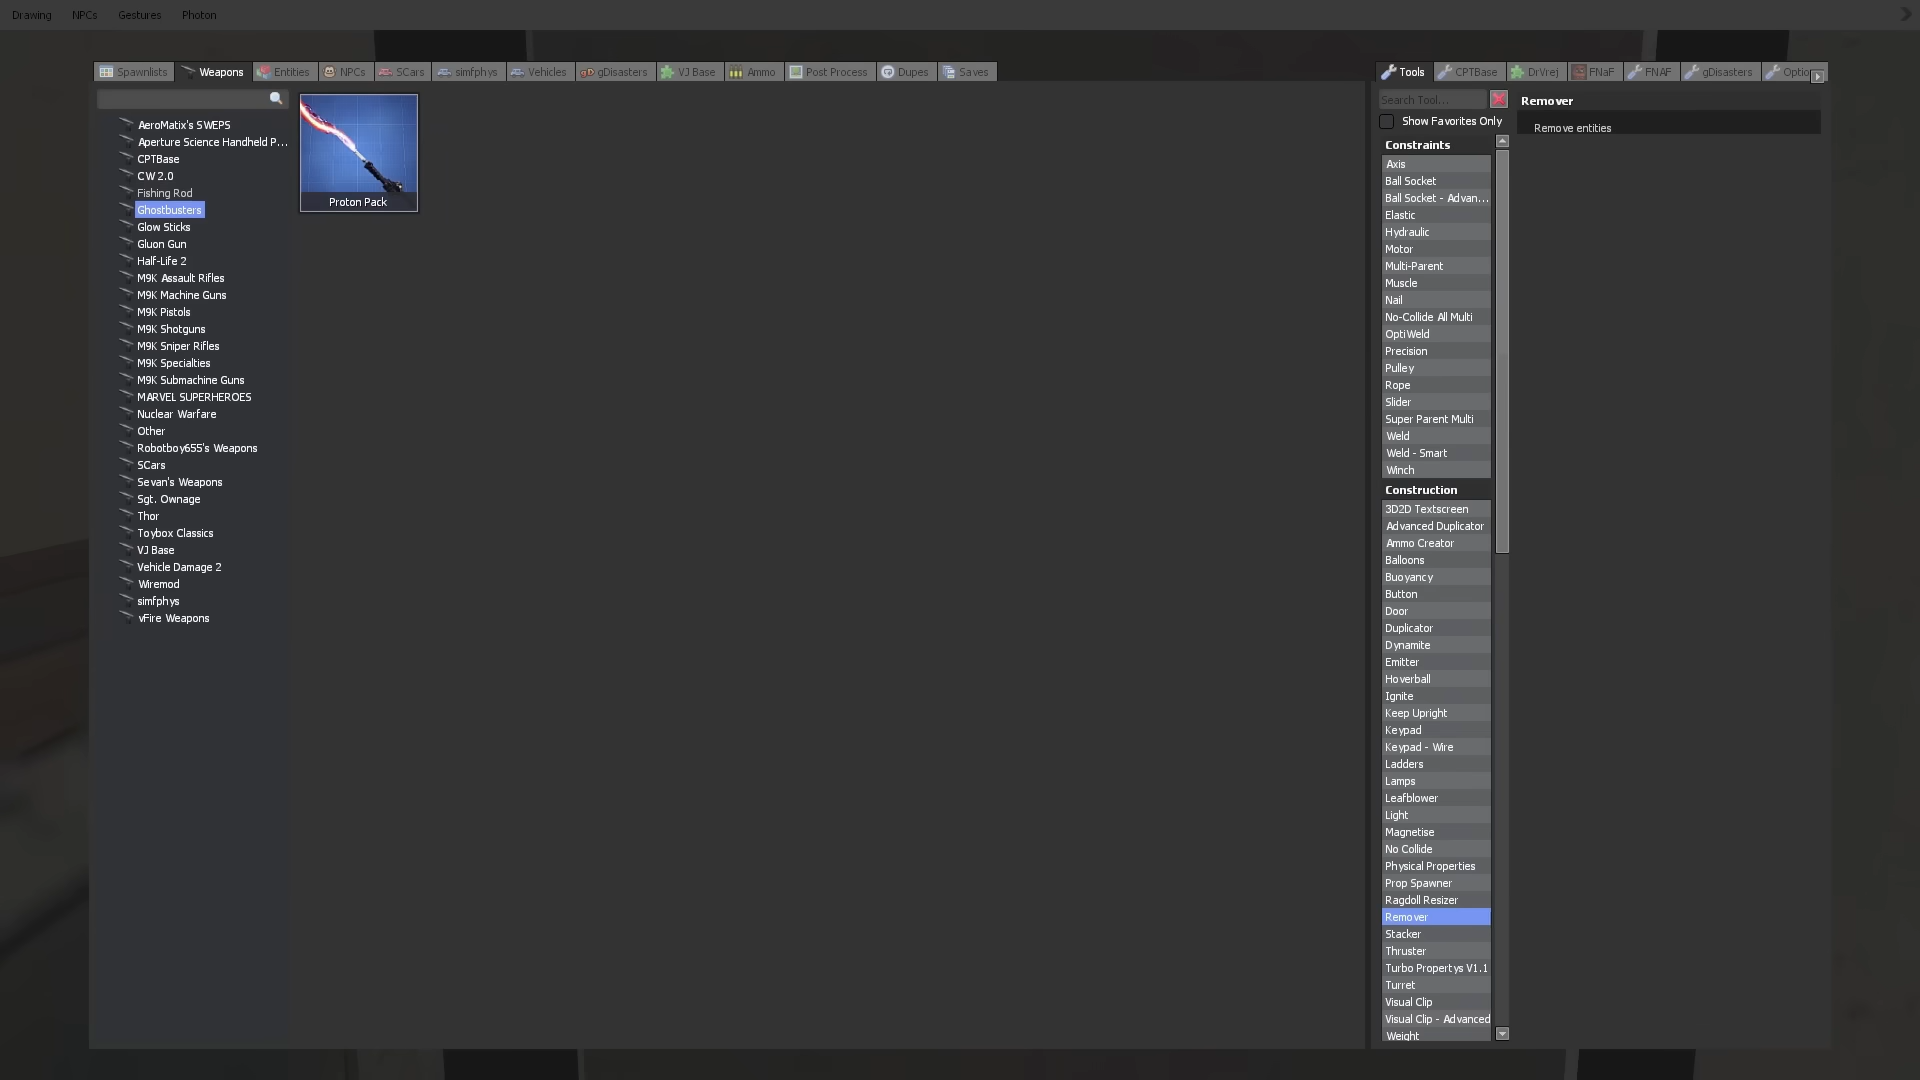 Drawing NPCs Gestures Photon
Spawnlists Weapons Entities NPCs SCars simfphys Vehicles gDisasters VJ Base Ammo Post Process Dupes Saves
AeroMatix's SWEPS
Aperture Science Handheld P...
CPTBase
CW 2.0
Fishing Rod
Ghostbusters
Glow Sticks
Gluon Gun
Half-Life 2
M9K Assault Rifles
M9K Machine Guns
M9K Pistols
M9K Shotguns
M9K Sniper Rifles
M9K Specialties
M9K Submachine Guns
MARVEL SUPERHEROES
Nuclear Warfare
Other
Robotboy655's Weapons
SCars
Sevan's Weapons
Sgt. Ownage
Thor
Toybox Classics
VJ Base
Vehicle Damage 2
Wiremod
simfphys
vFire Weapons
Proton Pack
Tools CPTBase DrVrej FNaF FNAF gDisasters Optio
Search Tool...
Show Favorites Only
Constraints
Axis
Ball Socket
Ball Socket - Advan...
Elastic
Hydraulic
Motor
Multi-Parent
Muscle
Nail
No-Collide All Multi
OptiWeld
Precision
Pulley
Rope
Slider
Super Parent Multi
Weld
Weld - Smart
Winch
Construction
3D2D Textscreen
Advanced Duplicator
Ammo Creator
Balloons
Buoyancy
Button
Door
Duplicator
Dynamite
Emitter
Hoverball
Ignite
Keep Upright
Keypad
Keypad - Wire
Ladders
Lamps
Leafblower
Light
Magnetise
No Collide
Physical Properties
Prop Spawner
Ragdoll Resizer
Remover
Stacker
Thruster
Turbo Propertys V1.1
Turret
Visual Clip
Visual Clip - Advanced
Weight
Remover
Remove entities